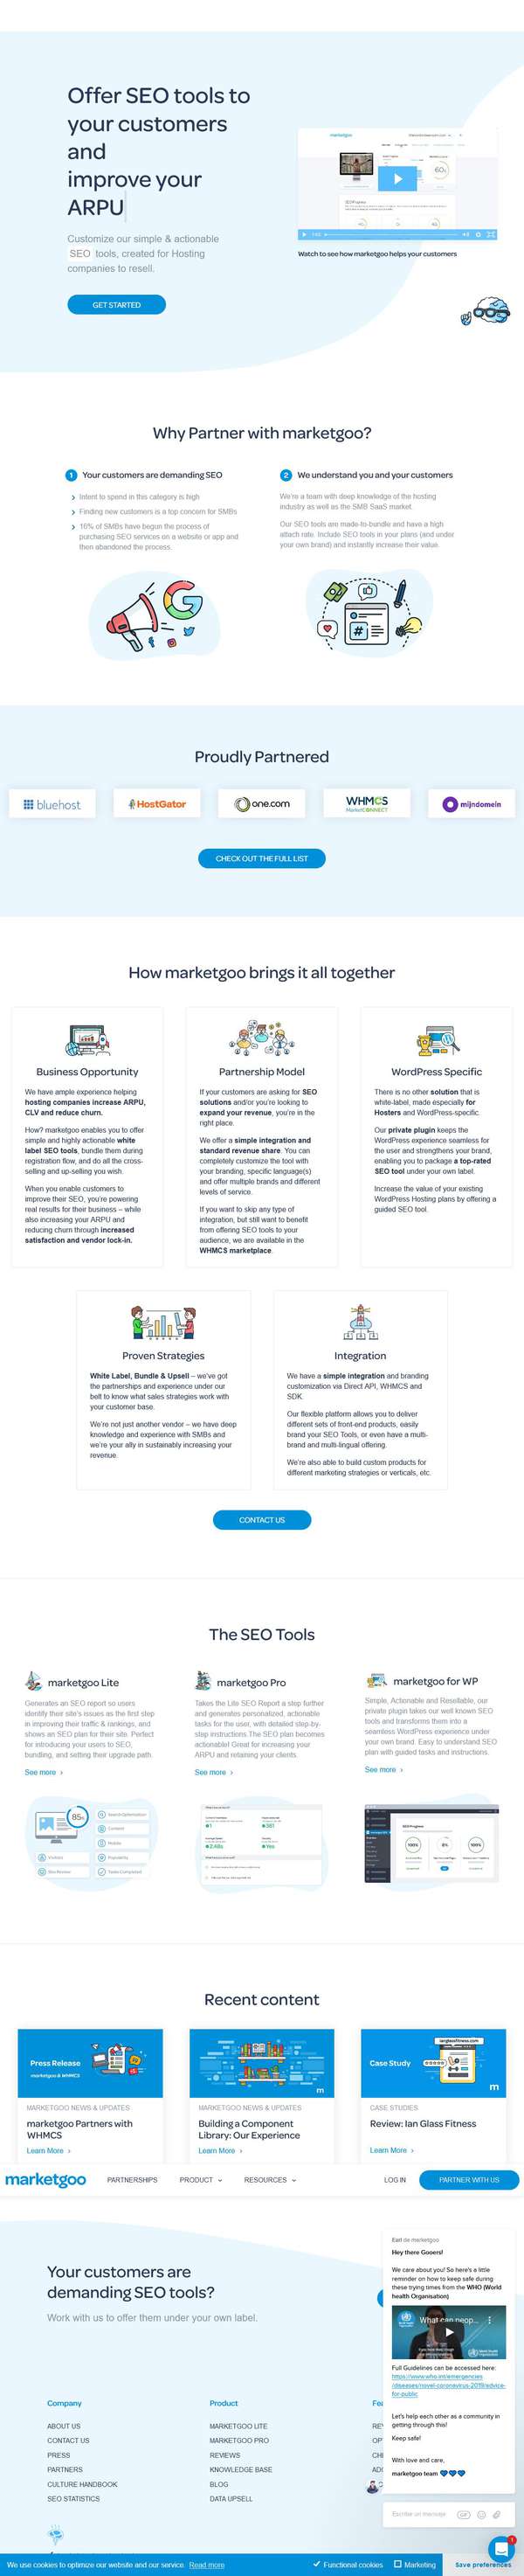 Offer SEO tools to
your customers
and
improve your
ARPU
Customize our simple & actionable
SEO tools, created for Hosting
companies to resell.
GET STARTED
Watch to see how marketgoo helps your customers
Why Partner with marketgoo?
1 Your customers are demanding SEO
Intent to spend in this category is high
Finding new customers is a top concern for SMBs
16% of SMBs have begun the process of
purchasing SEO services on a website or app and
then abandoned the process.
2 We understand you and your customers
We're a team with deep knowledge of the hosting
industry as well as the SMB SaaS market.
Our SEO tools are made-to-bundle and have a high
attach rate. Include SEO tools in your plans (and under
your own brand) and instantly increase their value.
Proudly Partnered
bluehost
HostGator
one.com
WHMCS
MarketCONNECT
mijndomein
CHECK OUT THE FULL LIST
How marketgoo brings it all together
Business Opportunity
We have ample experience helping
hosting companies increase ARPU,
CLV and reduce churn.
How? marketgoo enables you to offer
simple and highly actionable white
label SEO tools, bundle them during
registration flow, and do all the cross-
selling and up-selling you wish.
When you enable customers to
improve their SEO, you're powering
real results for their business – while
also increasing your ARPU and
reducing churn through increased
satisfaction and vendor lock-in.
Partnership Model
If your customers are asking for SEO
solutions and/or you're looking to
expand your revenue, you're in the
right place.
We offer a simple integration and
standard revenue share. You can
completely customize the tool with
your branding, specific language(s)
and offer multiple brands and different
levels of service.
If you want to skip any type of
integration, but still want to benefit
from offering SEO tools to your
audience, we are available in the
WHMCS marketplace.
WordPress Specific
There is no other solution that is
white-label, made especially for
Hosters and WordPress-specific.
Our private plugin keeps the
WordPress experience seamless for
the user and strengthens your brand,
enabling you to package a top-rated
SEO tool under your own label.
Increase the value of your existing
WordPress Hosting plans by offering a
guided SEO tool.
Proven Strategies
White Label, Bundle & Upsell – we've got
the partnerships and experience under our
belt to know what sales strategies work with
your customer base.
We're not just another vendor – we have deep
knowledge and experience with SMBs and
we're your ally in sustainably increasing your
revenue.
Integration
We have a simple integration and branding
customization via Direct API, WHMCS and
SDK.
Our flexible platform allows you to deliver
different sets of front-end products, easily
brand your SEO Tools, or even have a multi-
brand and multi-lingual offering.
We're also able to build custom products for
different marketing strategies or verticals, etc.
CONTACT US
The SEO Tools
marketgoo Lite
Generates an SEO report so users
identify their site's issues as the first step
in improving their traffic & rankings, and
shows an SEO plan for their site. Perfect
for introducing your users to SEO,
bundling, and setting their upgrade path.
See more
marketgoo Pro
Takes the Lite SEO Report a step further
and generates personalized, actionable
tasks for the user, with detailed step-by-
step instructions.The SEO plan becomes
actionable! Great for increasing your
ARPU and retaining your clients.
See more
marketgoo for WP
Simple, Actionable and Resellable, our
private plugin takes our well known SEO
tools and transforms them into a
seamless WordPress experience under
your own brand. Easy to understand SEO
plan with guided tasks and instructions.
See more
Recent content
Press Release
marketgoo & WHMCS
MARKETGOO NEWS & UPDATES
marketgoo Partners with
WHMCS
Learn More
m
MARKETGOO NEWS & UPDATES
Building a Component
Library: Our Experience
Learn More
ianglassfitness.com
Case Study
m
CASE STUDIES
Review: Ian Glass Fitness
Learn More
marketgoo
PARTNERSHIPS
PRODUCT
RESOURCES
LOG IN
PARTNER WITH US
Your customers are
demanding SEO tools?
Work with us to offer them under your own label.
Company
ABOUT US
CONTACT US
PRESS
PARTNERS
CULTURE HANDBOOK
SEO STATISTICS
Product
MARKETGOO LITE
MARKETGOO PRO
REVIEWS
KNOWLEDGE BASE
BLOG
DATA UPSELL
Earl de marketgoo
Hey there Gooers!
We care about you! So here's a little
reminder on how to keep safe during
these trying times from the WHO (World
Health Organisation)
What can peop...
Full Guidelines can be accessed here:
https://www.who.int/emergencies
/diseases/novel-coronavirus-2019/advice-
for-public
Let's help each other as a community in
getting through this!
Keep safe!
With love and care,
marketgoo team
Escribir un mensaje
GIF
1
We use cookies to optimize our website and our service. Read more
Functional cookies
Marketing
Save preferences